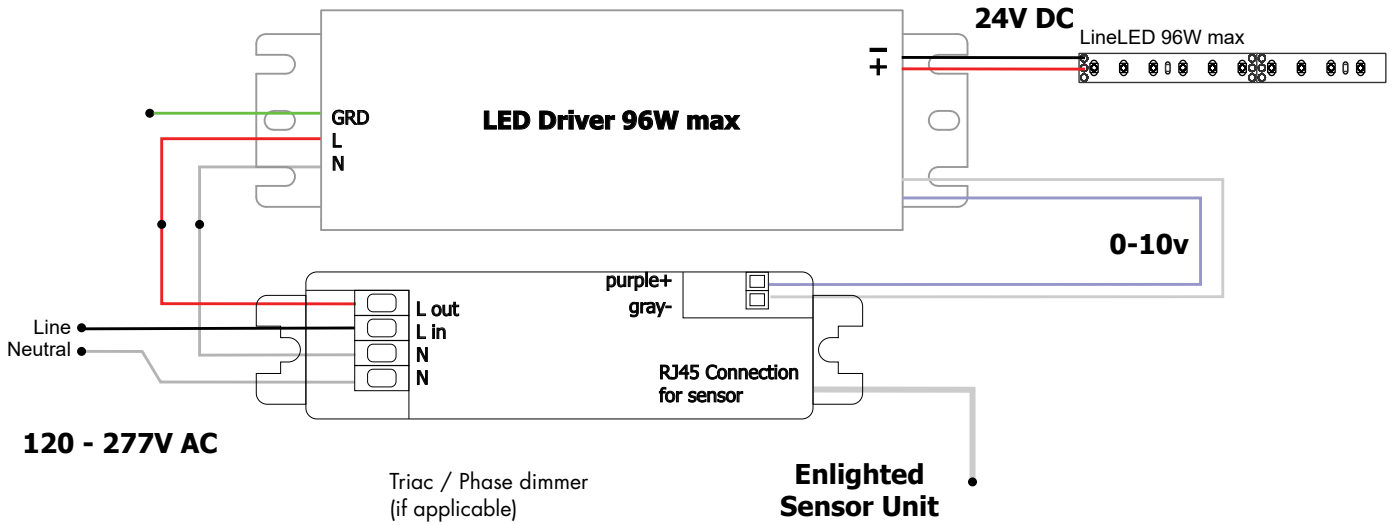 24V DC
LineLED 96W max
−
+
GRD
L
N
LED Driver 96W max
0-10v
purple+
gray-
L out
L in
N
N
Line
Neutral
RJ45 Connection
for sensor
120 - 277V AC
Triac / Phase dimmer
(if applicable)
Enlighted
Sensor Unit